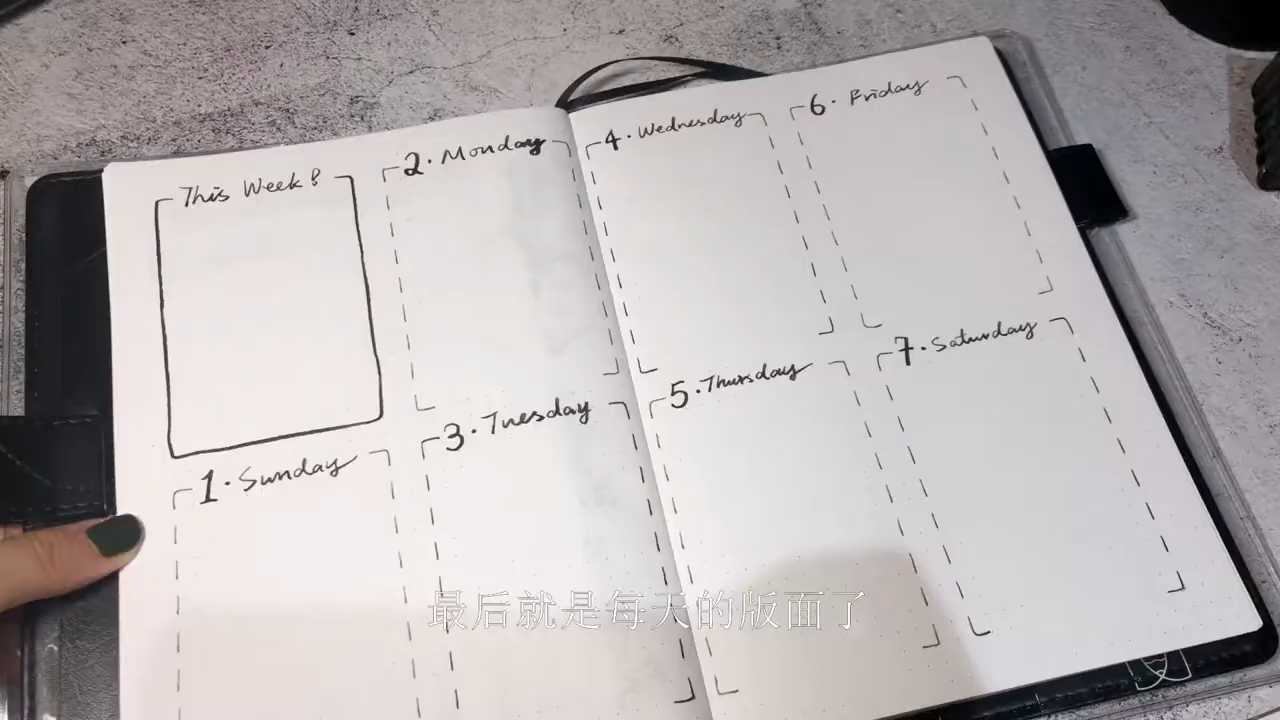 This Week!
1. Sunday
2. Monday
3. Tuesday
4. Wednesday
5. Thursday
6. Friday
7. Saturday
最后就是每天的版面了